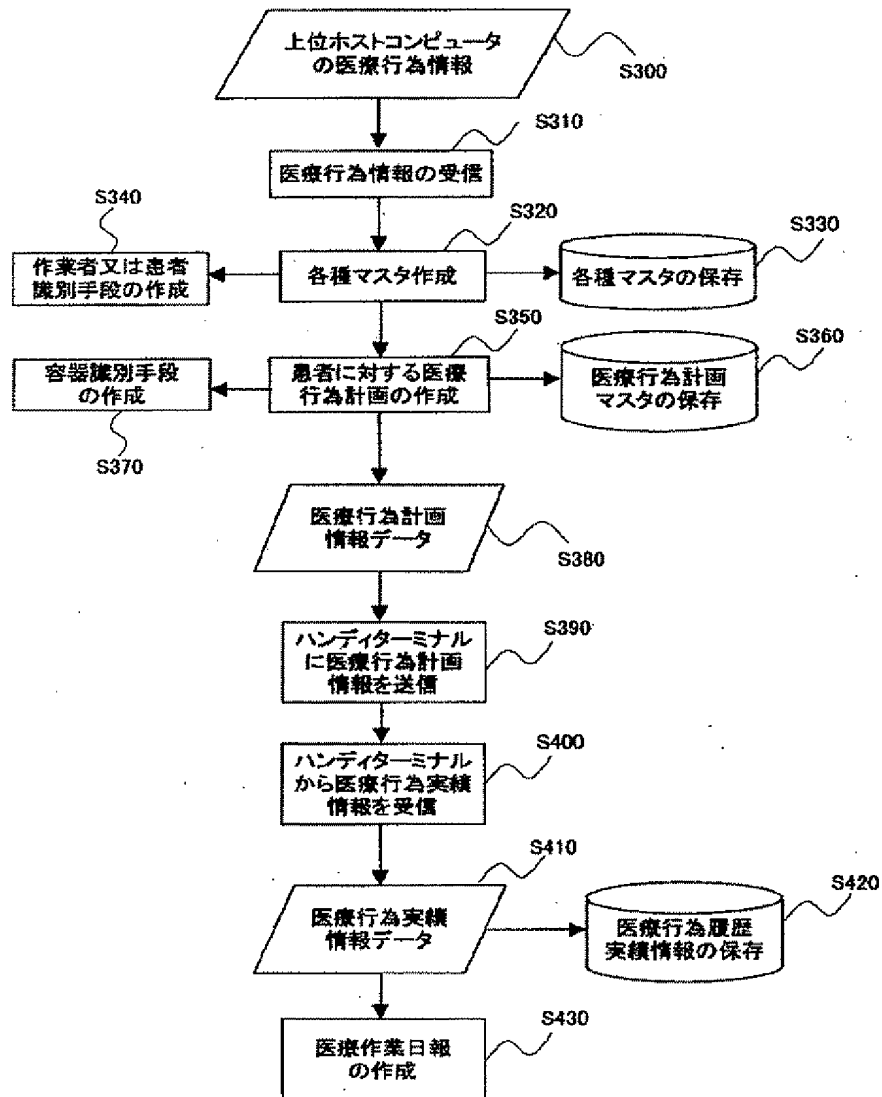 上位ホストコンピュータ
の医療行為情報
S300
S310
医療行為情報の受信
S340
S320
S330
作業者又は患者
識別手段の作成
各種マスタ作成
各種マスタの保存
S350
S360
容器識別手段
の作成
患者に対する医療
行為計画の作成
医療行為計画
マスタの保存
S370
医療行為計画
情報データ
S380
ハンディターミナル
に医療行為計画
情報を送信
S390
ハンディターミナル
から医療行為実績
情報を受信
S400
S410
医療行為実績
情報データ
S420
医療行為履歴
実績情報の保存
医療作業日報
の作成
S430